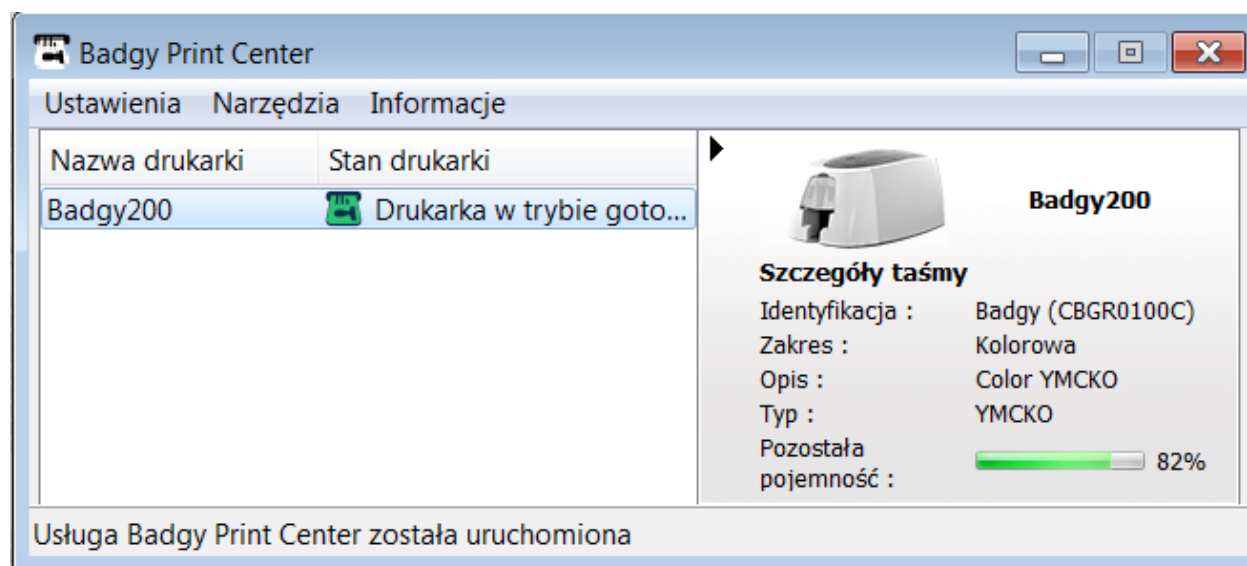 Badgy Print Center
Ustawienia Narzędzia Informacje
Nazwa drukarki Stan drukarki
Badgy200 Drukarka w trybie goto...
Badgy200
Szczegóły taśmy
Identyfikacja : Badgy (CBGR0100C)
Zakres : Kolorowa
Opis : Color YMCKO
Typ : YMCKO
Pozostała
pojemność : 82%
Usługa Badgy Print Center została uruchomiona